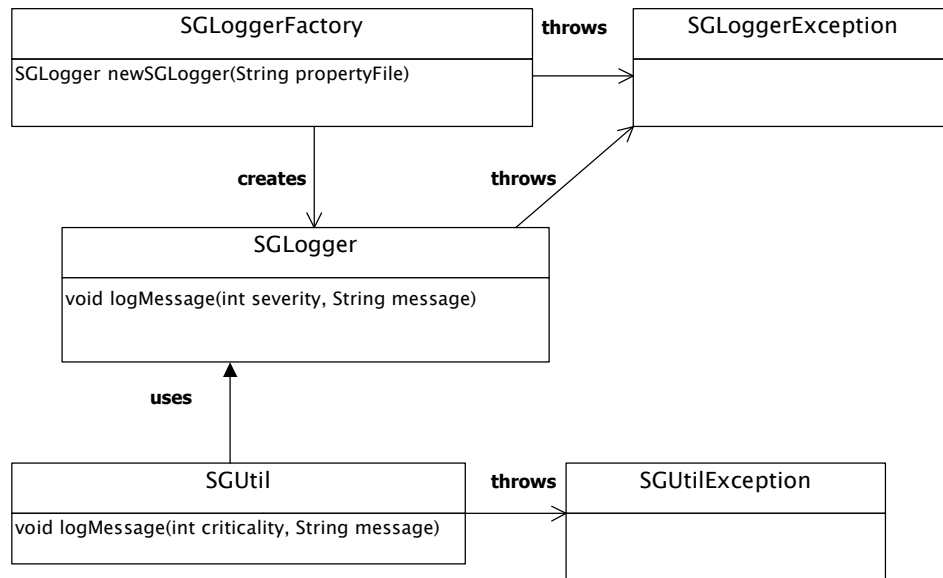 SGLoggerFactory
throws
SGLoggerException
SGLogger newSGLogger(String propertyFile)
creates
throws
SGLogger
void logMessage(int severity, String message)
uses
SGUtil
throws
SGUtilException
void logMessage(int criticality, String message)